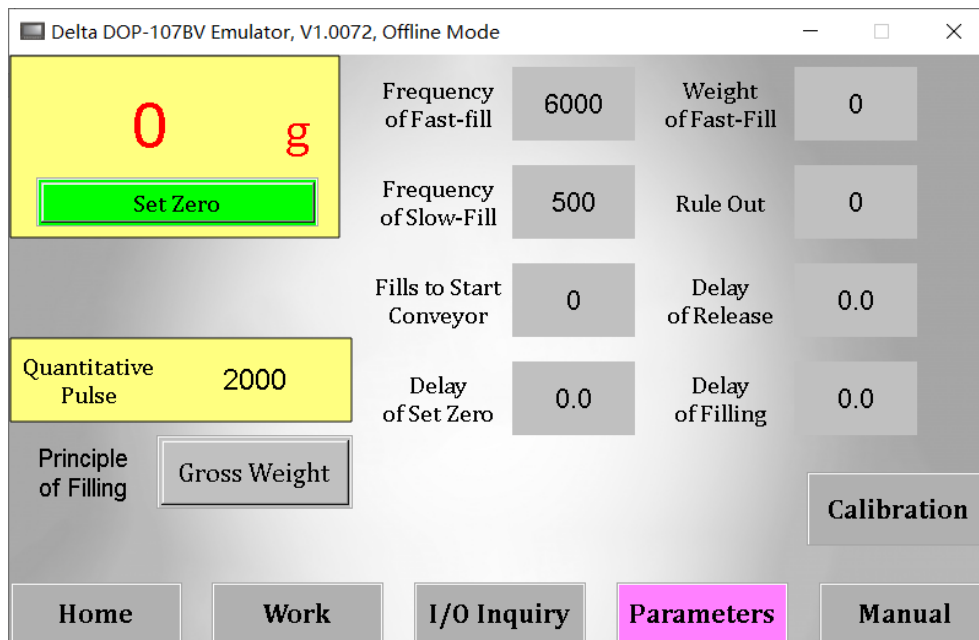 Delta DOP-107BV Emulator, V1.0072, Offline Mode
0 g
Set Zero
Quantitative
Pulse
2000
Principle
of Filling
Gross Weight
Frequency
of Fast-fill
6000
Frequency
of Slow-Fill
500
Fills to Start
Conveyor
0
Delay
of Set Zero
0.0
Weight
of Fast-Fill
0
Rule Out
0
Delay
of Release
0.0
Delay
of Filling
0.0
Calibration
Home
Work
I/O Inquiry
Parameters
Manual